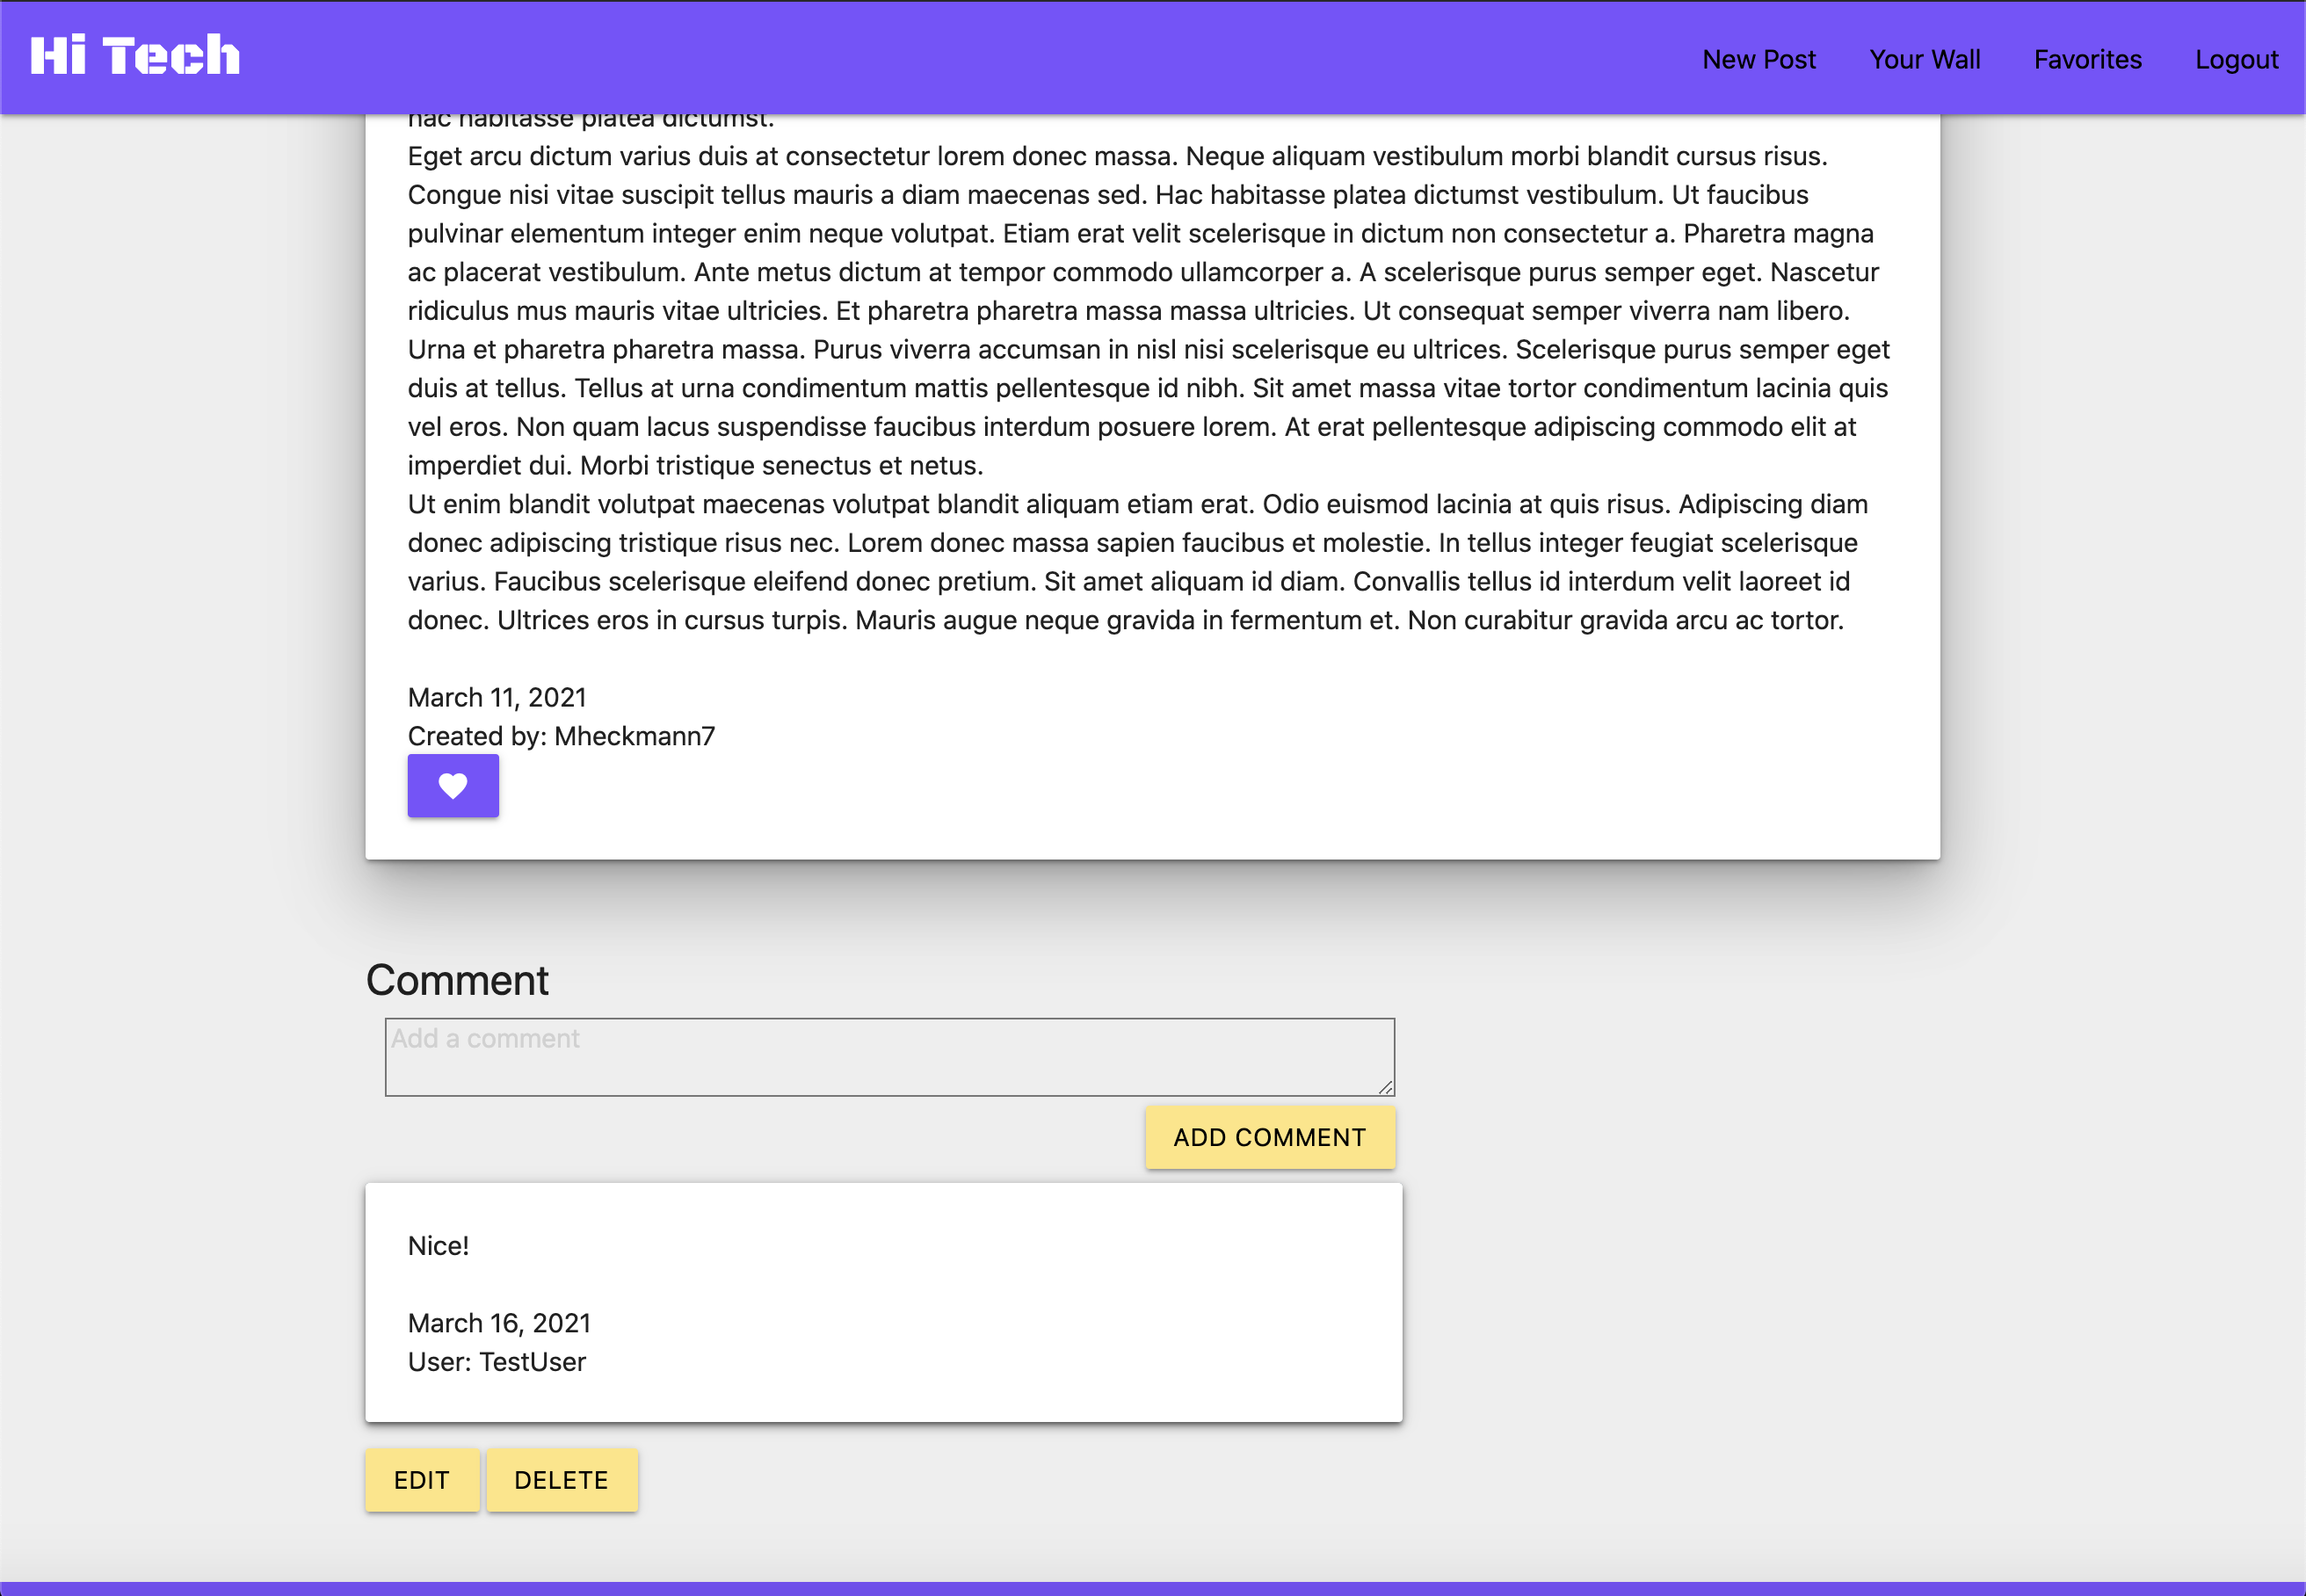 Hi Tech
New Post Your Wall Favorites Logout
hac habitasse platea dictumst.
Eget arcu dictum varius duis at consectetur lorem donec massa. Neque aliquam vestibulum morbi blandit cursus risus.
Congue nisi vitae suscipit tellus mauris a diam maecenas sed. Hac habitasse platea dictumst vestibulum. Ut faucibus
pulvinar elementum integer enim neque volutpat. Etiam erat velit scelerisque in dictum non consectetur a. Pharetra magna
ac placerat vestibulum. Ante metus dictum at tempor commodo ullamcorper a. A scelerisque purus semper eget. Nascetur
ridiculus mus mauris vitae ultricies. Et pharetra pharetra massa massa ultricies. Ut consequat semper viverra nam libero.
Urna et pharetra pharetra massa. Purus viverra accumsan in nisl nisi scelerisque eu ultrices. Scelerisque purus semper eget
duis at tellus. Tellus at urna condimentum mattis pellentesque id nibh. Sit amet massa vitae tortor condimentum lacinia quis
vel eros. Non quam lacus suspendisse faucibus interdum posuere lorem. At erat pellentesque adipiscing commodo elit at
imperdiet dui. Morbi tristique senectus et netus.
Ut enim blandit volutpat maecenas volutpat blandit aliquam etiam erat. Odio euismod lacinia at quis risus. Adipiscing diam
donec adipiscing tristique risus nec. Lorem donec massa sapien faucibus et molestie. In tellus integer feugiat scelerisque
varius. Faucibus scelerisque eleifend donec pretium. Sit amet aliquam id diam. Convallis tellus id interdum velit laoreet id
donec. Ultrices eros in cursus turpis. Mauris augue neque gravida in fermentum et. Non curabitur gravida arcu ac tortor.
March 11, 2021
Created by: Mheckmann7
Comment
Add a comment
ADD COMMENT
Nice!
March 16, 2021
User: TestUser
EDIT DELETE